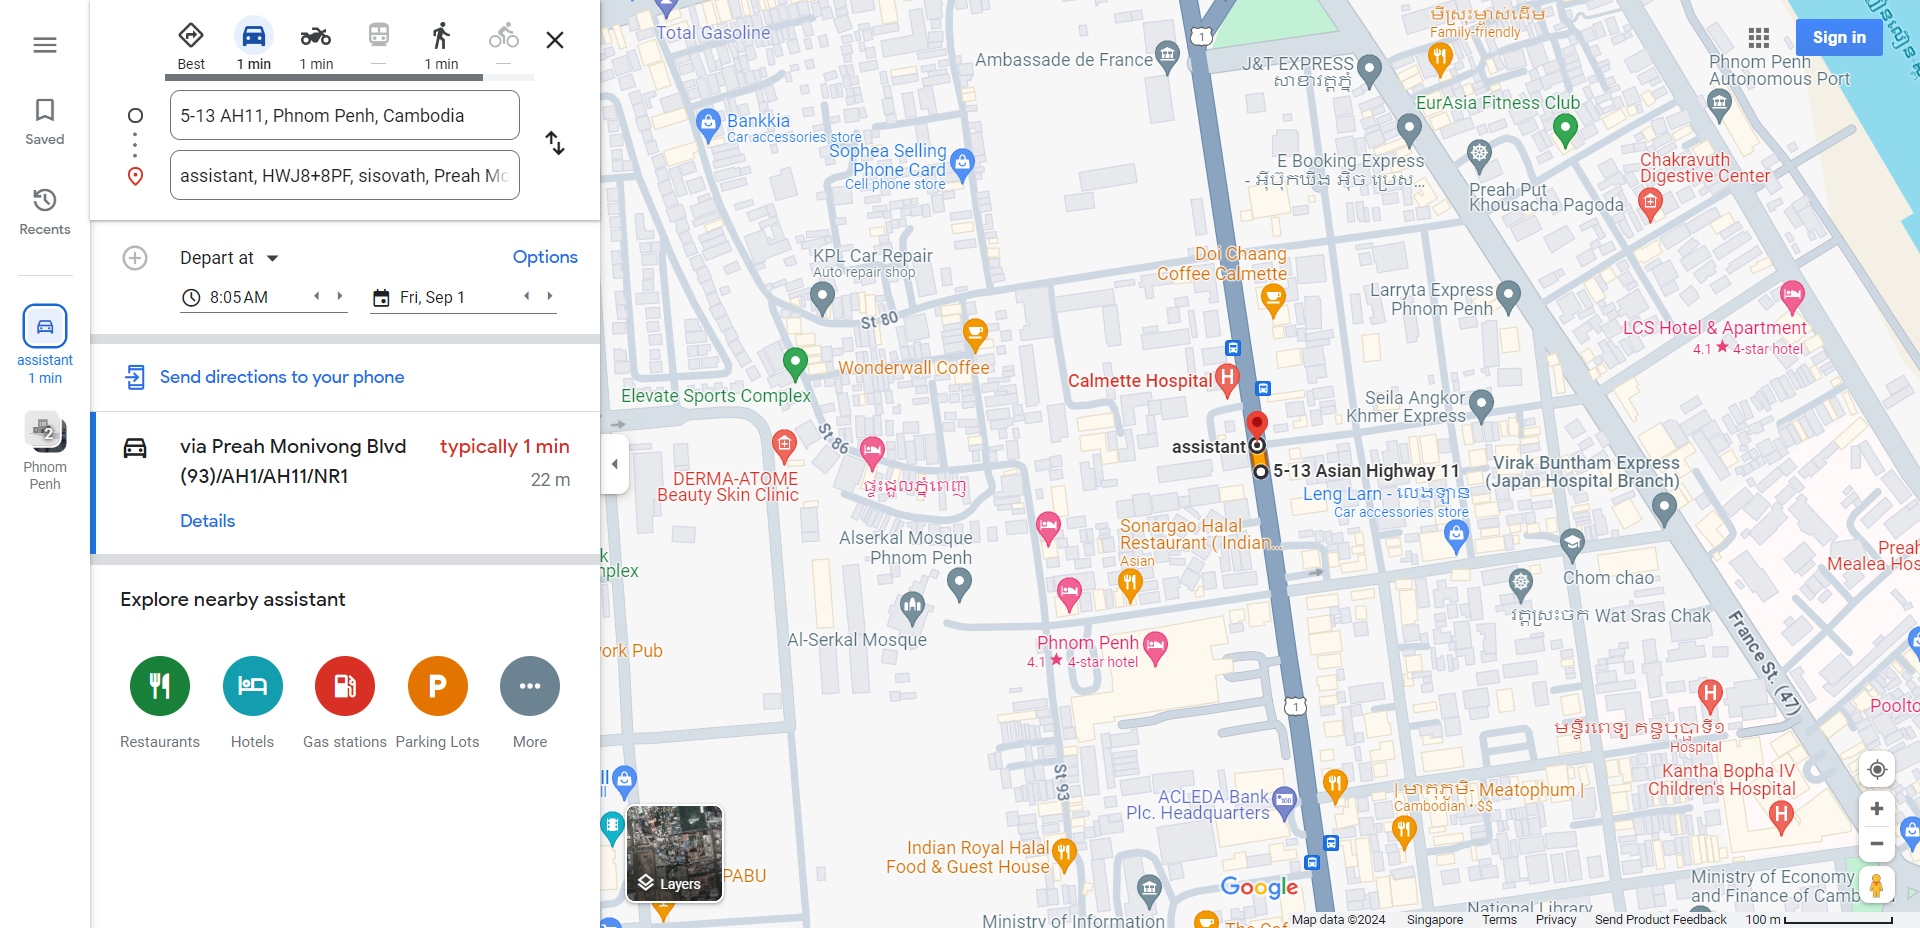 Saved
Recents
assistant
1 min
2
Phnom
Penh
Best
1 min
1 min
—
1 min
—
5-13 AH11, Phnom Penh, Cambodia
assistant, HWJ8+8PF, sisovath, Preah Mo
Depart at
Options
8:05 AM
Fri, Sep 1
Send directions to your phone
via Preah Monivong Blvd
(93)/AH1/AH11/NR1
typically 1 min
22 m
Details
Explore nearby assistant
Restaurants
Hotels
Gas stations
Parking Lots
More
Total Gasoline
Ambassade de France
1
J&T EXPRESS
សាខាវត្តភ្នំ
មីស្រុះម្ចាស់ដើម
Family-friendly
Sign in
Phnom Penh
Autonomous Port
EurAsia Fitness Club
Bankkia
Car accessories store
Sophea Selling
Phone Card
Cell phone store
E Booking Express
Preah Put
Khousacha Pagoda
Chakravuth
Digestive Center
KPL Car Repair
Auto repair shop
Doi Chaang
Coffee Calmette
Larryta Express
Phnom Penh
LCS Hotel & Apartment
4.1 ★ 4-star hotel
St 80
Wonderwall Coffee
Elevate Sports Complex
Calmette Hospital
Seila Angkor
Khmer Express
St 86
assistant
5-13 Asian Highway 11
Virak Buntham Express
(Japan Hospital Branch)
DERMA-ATOME
Beauty Skin Clinic
ផ្ទះជួលភ្នំពេញ
Leng Larn - លេងឡាន
Car accessories store
Sonargao Halal
Restaurant ( Indian...
Asian
Alserkal Mosque
Phnom Penh
Preah
Mealea Hos
k
nplex
Chom chao
Al-Serkal Mosque
វត្តស្រះចក Wat Sras Chak
Phnom Penh
4.1 ★ 4-star hotel
ork Pub
France St. (47)
1
Poolto
មន្ទីរពេទ្យ គន្ធបុប្ផាទី១
Hospital
St 93
Kantha Bopha IV
Children's Hospital
ACLEDA Bank
Plc. Headquarters
| មាតុភូមិ- Meatophum |
Cambodian • $$
Indian Royal Halal
Food & Guest House
PABU
Layers
Google
Ministry of Information
National Library
Ministry of Economy
and Finance of Camb
Map data ©2024
Singapore
Terms
Privacy
Send Product Feedback
100 m